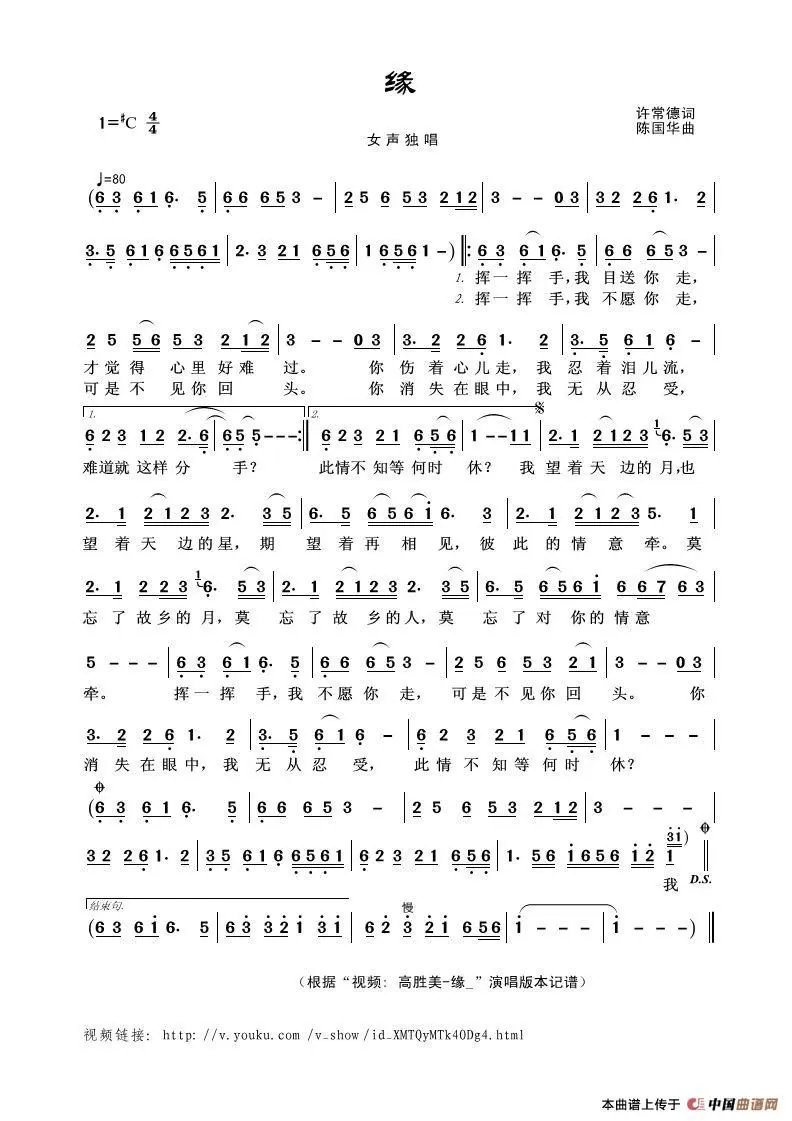 缘
1=♯C 4/4
女声独唱
许常德词
陈国华曲
♩=80
(6 3 6 1 6· 5 | 6 6 6 5 3 - | 2 5 6 5 3 2 1 2 | 3 - - 0 3 | 3 2 2 6 1· 2 |
3· 5 6 1 6 6 5 6 1 | 2· 3 2 1 6 5 6 | 1 6 5 6 1 - ) ‖: 6 3 6 1 6· 5 | 6 6 6 5 3 - |
1. 挥一挥 手,我 目送你 走,
2. 挥一挥 手,我 不愿你 走,
2 5 5 6 5 3 2 1 2 | 3 - - 0 3 | 3· 2 2 6 1· 2 | 3· 5 6 1 6 - |
才觉得 心里好难 过。 你 伤着心儿走,我 忍着泪儿流,
可是不 见你回 头。 你 消失在眼中,我 无从忍 受,
1. 2. 𝄋
6 2 3 1 2 2· 6 | 6 5 5 - - - :‖ 6 2 3 2 1 6 5 6 | 1 - - 1 1 | 2· 1 2 1 2 3 1 6· 5 3 |
难道就 这样 分 手? 此情不 知等何时 休? 我 望着天 边的月,也
2· 1 2 1 2 3 2· 3 5 | 6· 5 6 5 6 1 6· 3 | 2· 1 2 1 2 3 5· 1 |
望着天 边的星,期 望着再 相见,彼 此的情意牵。莫
2· 1 2 2 3 1 6· 5 3 | 2· 1 2 1 2 3 2· 3 5 | 6· 5 6 5 6 1 6 6 7 6 3 |
忘了故乡的月,莫 忘了故 乡的人,莫 忘了对 你的情意
5 - - - | 6 3 6 1 6· 5 | 6 6 6 5 3 - | 2 5 6 5 3 2 1 | 3 - - 0 3 |
牵。 挥一挥 手,我 不愿你 走, 可是不 见你回 头。 你
3· 2 2 6 1· 2 | 3· 5 6 1 6 - | 6 2 3 2 1 6 5 6 | 1 - - - |
消失在眼中,我 无从忍 受, 此情不 知等何时 休?
𝄌
(6 3 6 1 6· 5 | 6 6 6 5 3 - | 2 5 6 5 3 2 1 2 | 3 - - - |
3 2 2 6 1· 2 | 3 5 6 1 6 6 5 6 1 | 6 2 3 2 1 6 5 6 | 1· 5 6 1 6 5 6 1 2 1 3 1) 𝄌 ‖
我 D.S.
结束句.
(6 3 6 1 6· 5 | 6 3 3 2 1 3 1 | 6 2 慢 3 2 1 6 5 6 | 1 - - - | 1 - - - ) ‖
(根据“视频: 高胜美-缘_”演唱版本记谱)
视频链接: http: //v.youku.com /v_show /id_XMTQyMTk4ODg4.html
本曲谱上传于 中国曲谱网